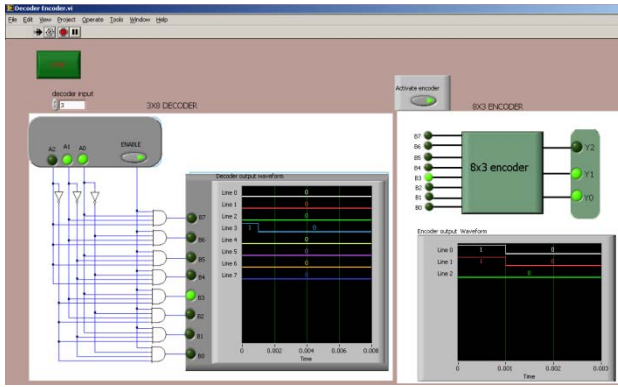 Decoder Encoder.vi
File Edit View Project Operate Tools Window Help
decoder input
3
3X8 DECODER
A2 A1 A0 ENABLE
B7
B6
B5
B4
B3
B2
B1
B0
Decoder output waveform
Line 0 0
Line 1 0
Line 2 0
Line 3 1 0
Line 4 0
Line 5 0
Line 6 0
Line 7 0
0 0.002 0.004 0.006 0.008
Time
Activate encoder
8X3 ENCODER
B7
B6
B5
B4
B3
B2
B1
B0
8x3 encoder
Y2
Y1
Y0
Encoder output Waveform
Line 0 1 0
Line 1 1 0
Line 2 0
0 0.001 0.002 0.003
Time